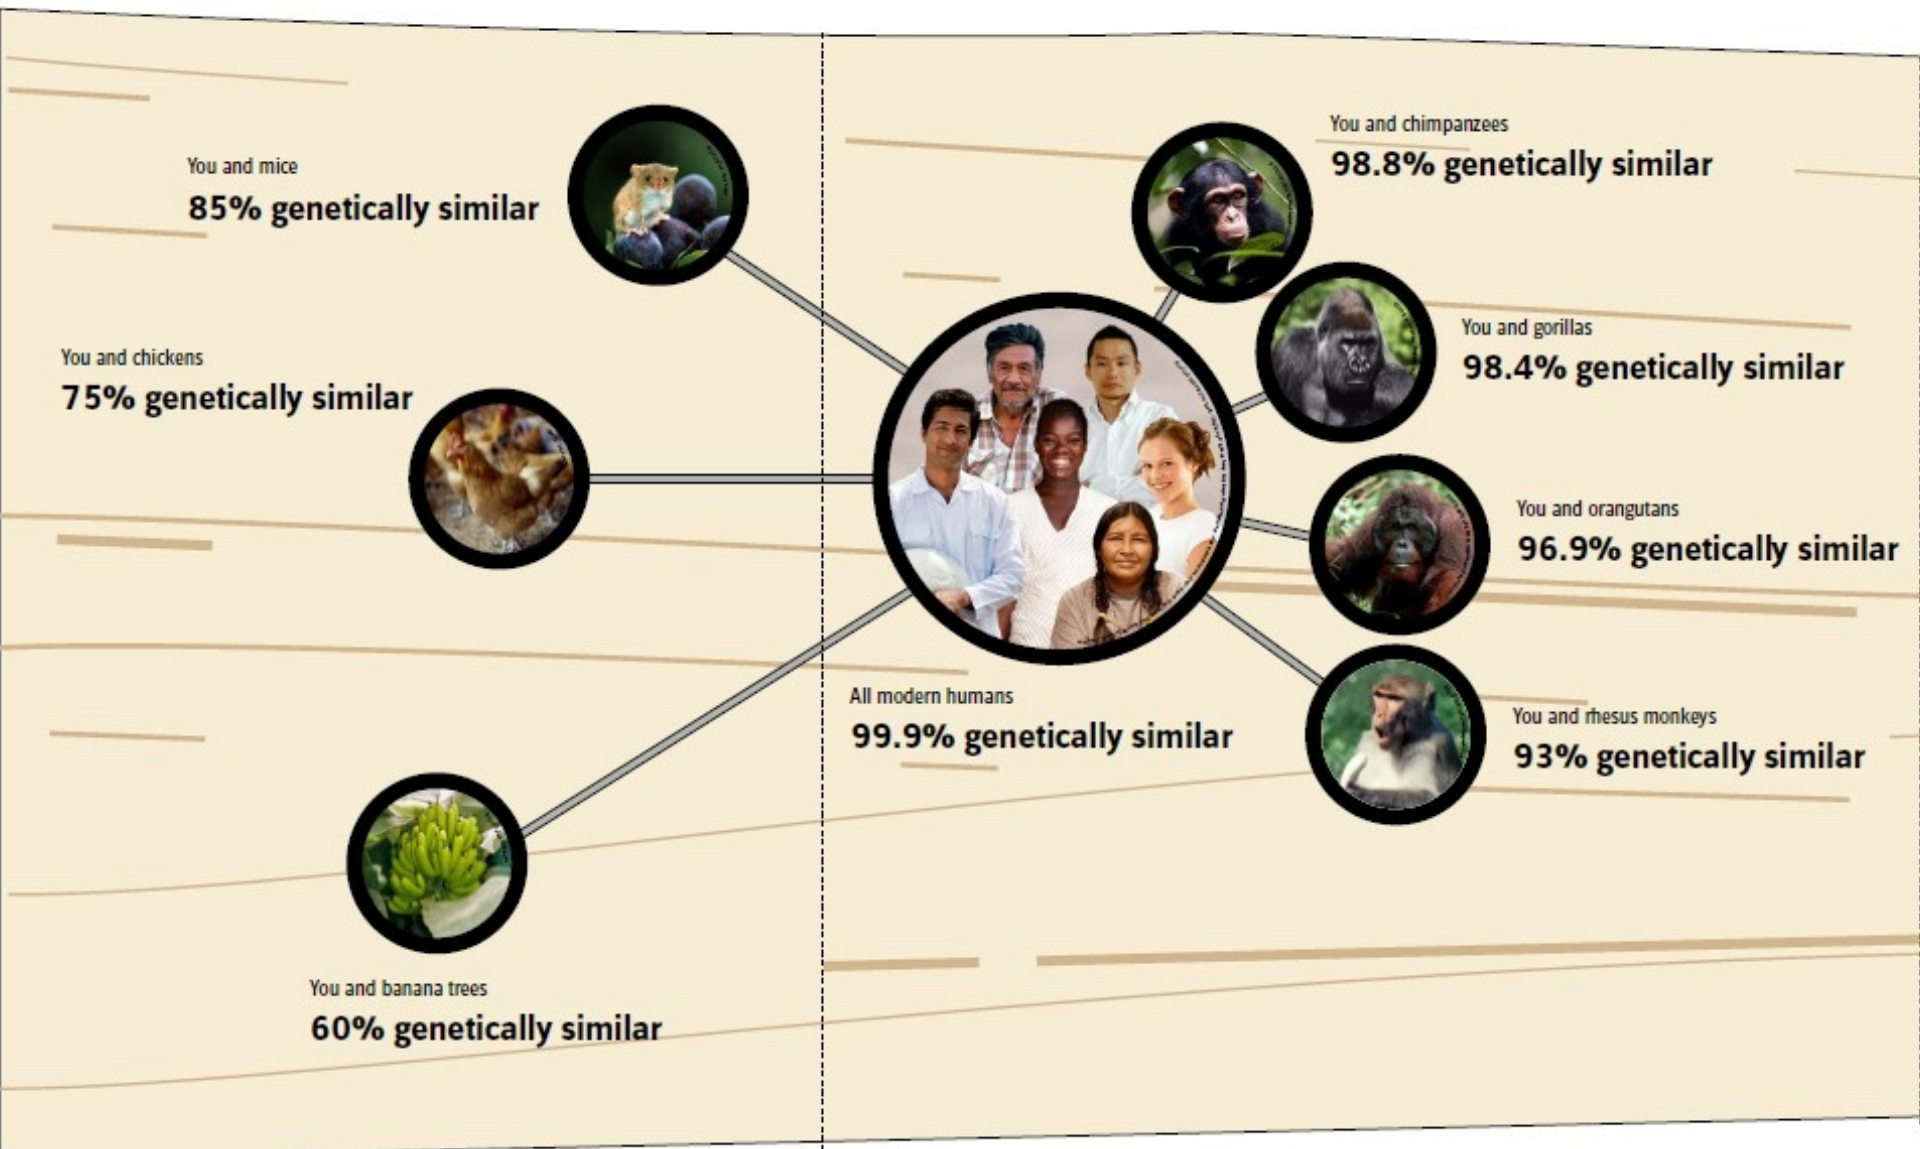 You and mice
85% genetically similar
You and chickens
75% genetically similar
You and banana trees
60% genetically similar
All modern humans
99.9% genetically similar
You and chimpanzees
98.8% genetically similar
You and gorillas
98.4% genetically similar
You and orangutans
96.9% genetically similar
You and rhesus monkeys
93% genetically similar